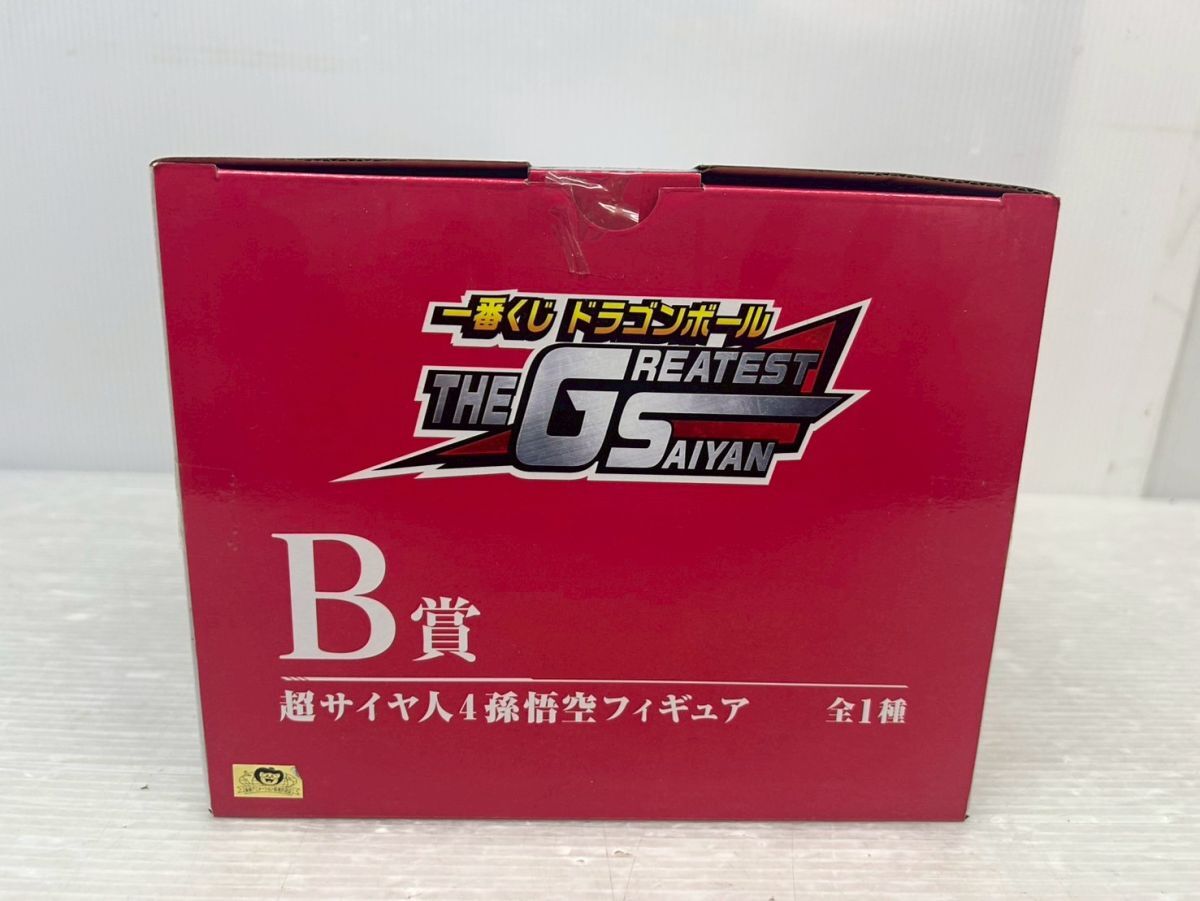 一番くじ ドラゴンボール
THE GREATEST
SAIYAN
B賞
超サイヤ人4孫悟空フィギュア 全1種